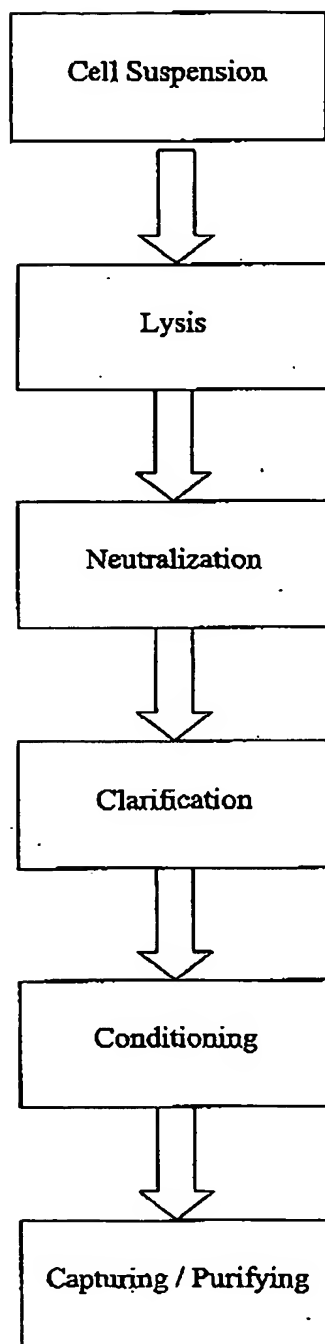 Cell Suspension
Lysis
Neutralization
Clarification
Conditioning
Capturing / Purifying